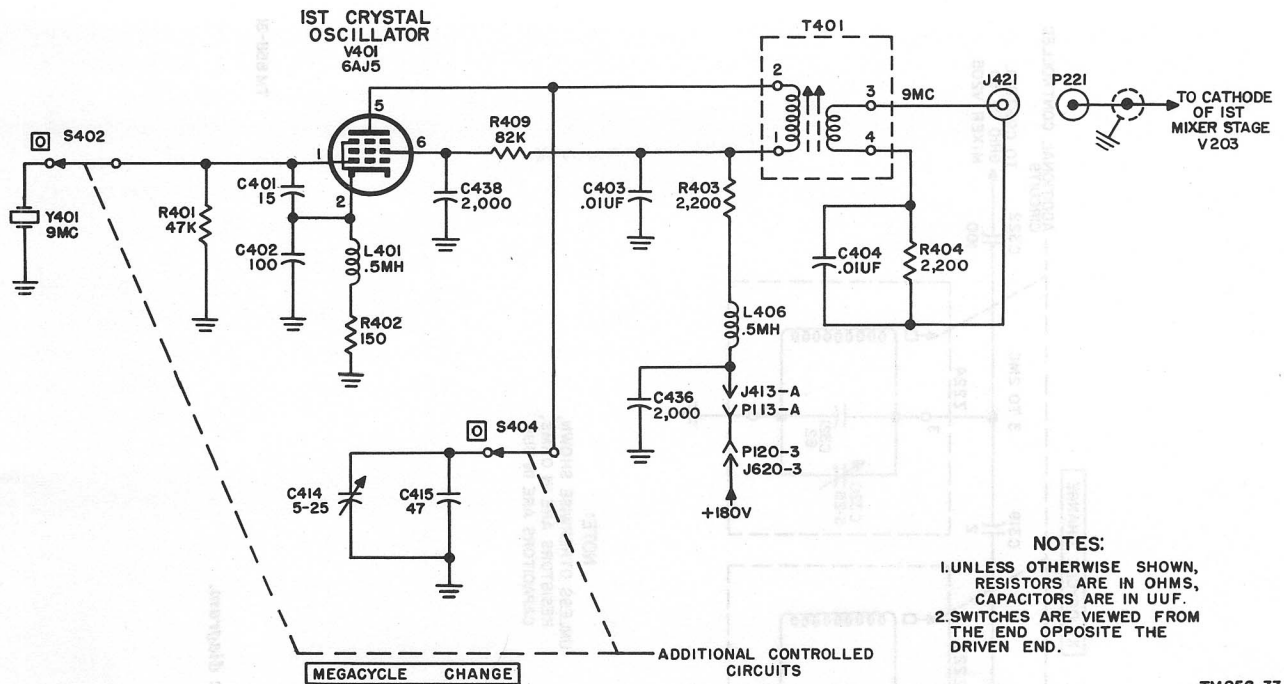 1ST CRYSTAL
OSCILLATOR
V401
6AJ5
T401
5
2
3
9MC
J421
P221
TO CATHODE
OF 1ST
MIXER STAGE
V203
O
S402
1
6
R409
82K
1
4
Y401
9MC
R401
47K
C401
15
2
C402
100
L401
.5MH
R402
150
C438
2,000
C403
.01UF
R403
2,200
C404
.01UF
R404
2,200
L406
.5MH
C436
2,000
J413-A
P113-A
P120-3
J620-3
+180V
O
S404
C414
5-25
C415
47
NOTES:
1.UNLESS OTHERWISE SHOWN,
RESISTORS ARE IN OHMS,
CAPACITORS ARE IN UUF.
2.SWITCHES ARE VIEWED FROM
THE END OPPOSITE THE
DRIVEN END.
MEGACYCLE CHANGE
ADDITIONAL CONTROLLED
CIRCUITS